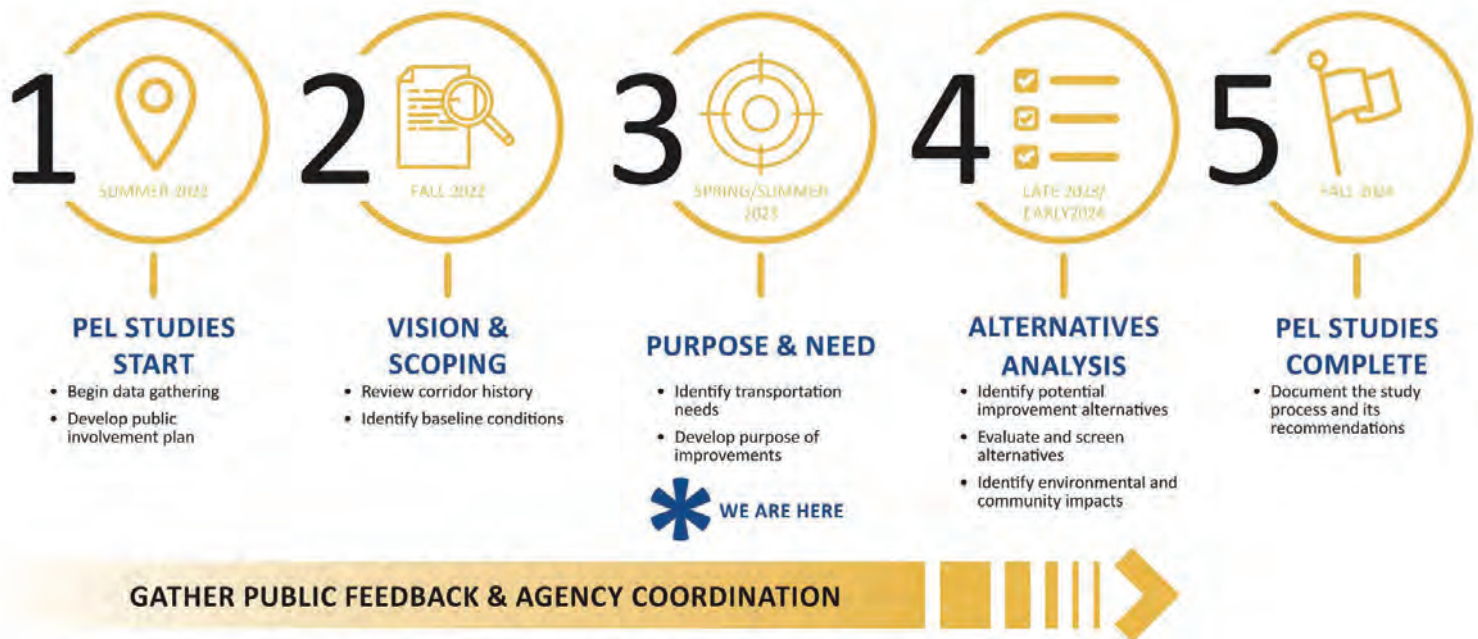 1
SUMMER 2022
PEL STUDIES
START
• Begin data gathering
• Develop public
involvement plan
2
FALL 2022
VISION &
SCOPING
• Review corridor history
• Identify baseline conditions
3
SPRING/SUMMER
2023
PURPOSE & NEED
• Identify transportation
needs
• Develop purpose of
improvements
WE ARE HERE
4
LATE 2023/
EARLY2024
ALTERNATIVES
ANALYSIS
• Identify potential
improvement alternatives
• Evaluate and screen
alternatives
• Identify environmental and
community impacts
5
FALL 2024
PEL STUDIES
COMPLETE
• Document the study
process and its
recommendations
GATHER PUBLIC FEEDBACK & AGENCY COORDINATION